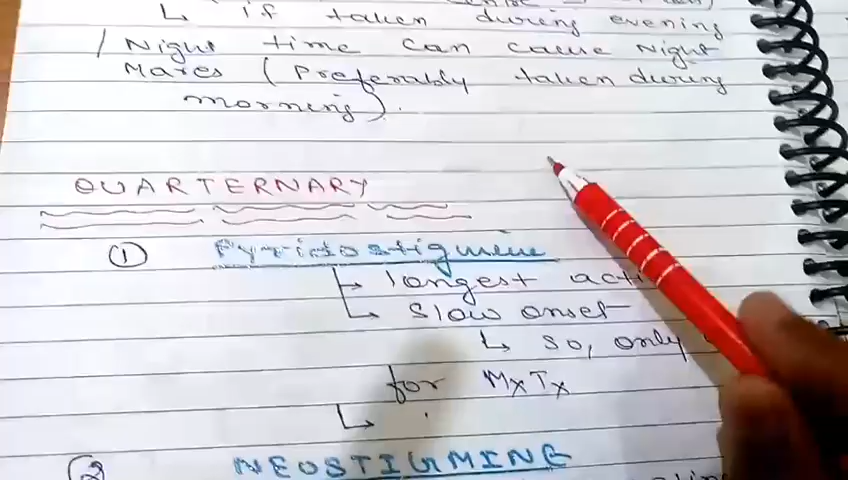 ↳ if taken during evening
/ Night time can cause Night
Mares (Preferably taken during
morning).
QUARTERNARY
① Pyridostigmine
↳ longest acti
↳ slow onset
↳ so, only
for MxTx
↳
② NEOSTIGMINE